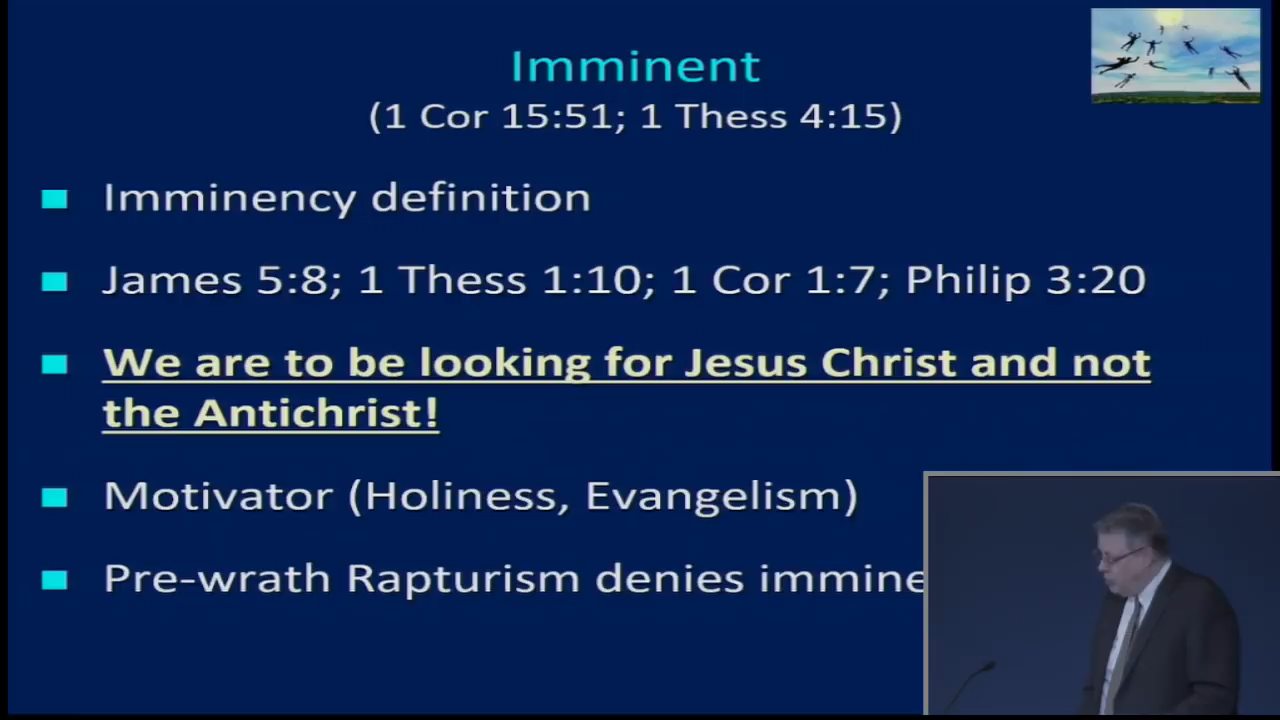 Imminent
(1 Cor 15:51; 1 Thess 4:15)
Imminency definition
James 5:8; 1 Thess 1:10; 1 Cor 1:7; Philip 3:20
We are to be looking for Jesus Christ and not
the Antichrist!
Motivator (Holiness, Evangelism)
Pre-wrath Rapturism denies